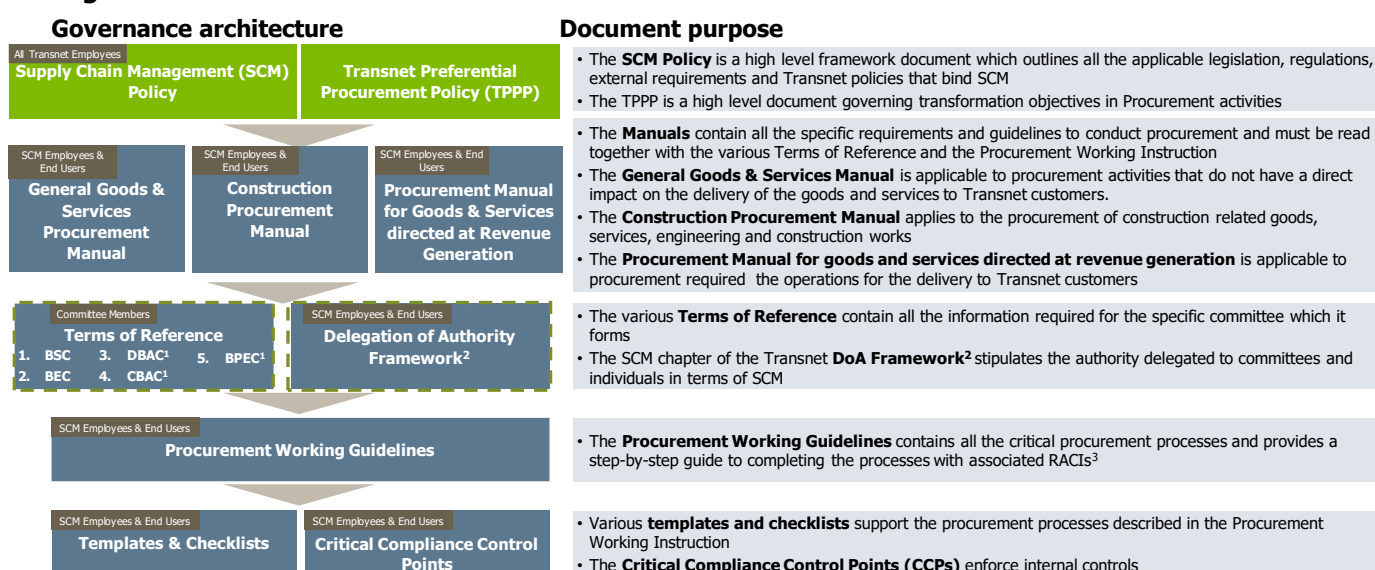 Governance architecture
Document purpose
All Transnet Employees
Supply Chain Management (SCM)
Policy
Transnet Preferential
Procurement Policy (TPPP)
• The SCM Policy is a high level framework document which outlines all the applicable legislation, regulations,
external requirements and Transnet policies that bind SCM
• The TPPP is a high level document governing transformation objectives in Procurement activities
SCM Employees &
End Users
General Goods &
Services
Procurement
Manual
SCM Employees &
End Users
Construction
Procurement
Manual
SCM Employees & End
Users
Procurement Manual
for Goods & Services
directed at Revenue
Generation
• The Manuals contain all the specific requirements and guidelines to conduct procurement and must be read
together with the various Terms of Reference and the Procurement Working Instruction
• The General Goods & Services Manual is applicable to procurement activities that do not have a direct
impact on the delivery of the goods and services to Transnet customers.
• The Construction Procurement Manual applies to the procurement of construction related goods,
services, engineering and construction works
• The Procurement Manual for goods and services directed at revenue generation is applicable to
procurement required the operations for the delivery to Transnet customers
Committee Members
Terms of Reference
1. BSC 3. DBAC¹ 5. BPEC¹
2. BEC 4. CBAC¹
SCM Employees & End Users
Delegation of Authority
Framework²
• The various Terms of Reference contain all the information required for the specific committee which it
forms
• The SCM chapter of the Transnet DoA Framework² stipulates the authority delegated to committees and
individuals in terms of SCM
SCM Employees & End Users
Procurement Working Guidelines
• The Procurement Working Guidelines contains all the critical procurement processes and provides a
step-by-step guide to completing the processes with associated RACIs³
SCM Employees & End Users
Templates & Checklists
SCM Employees & End Users
Critical Compliance Control
Points
• Various templates and checklists support the procurement processes described in the Procurement
Working Instruction
• The Critical Compliance Control Points (CCPs) enforce internal controls